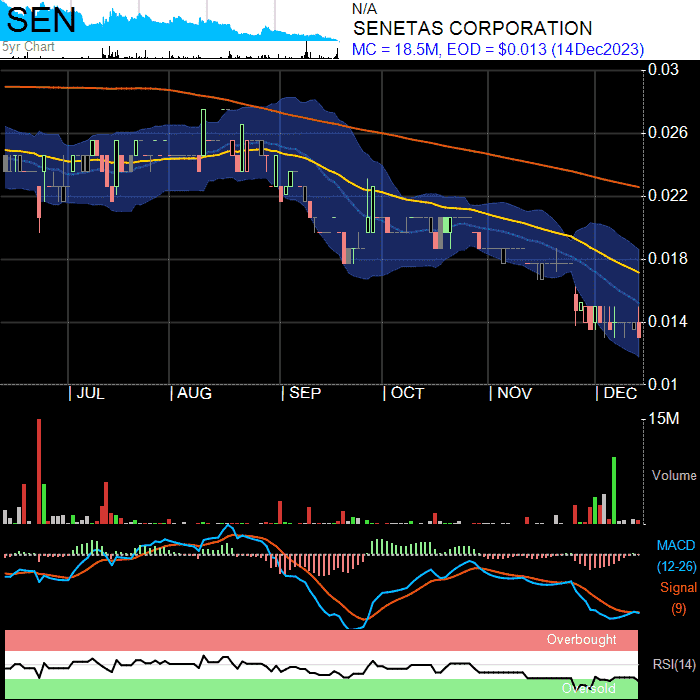 SEN
5yr Chart
N/A
SENETAS CORPORATION
MC = 18.5M, EOD = $0.013 (14Dec2023)
0.03
0.026
0.022
0.018
0.014
0.01
JUL AUG SEP OCT NOV DEC
15M
Volume
MACD
(12-26)
Signal
(9)
Overbought
RSI(14)
Oversold